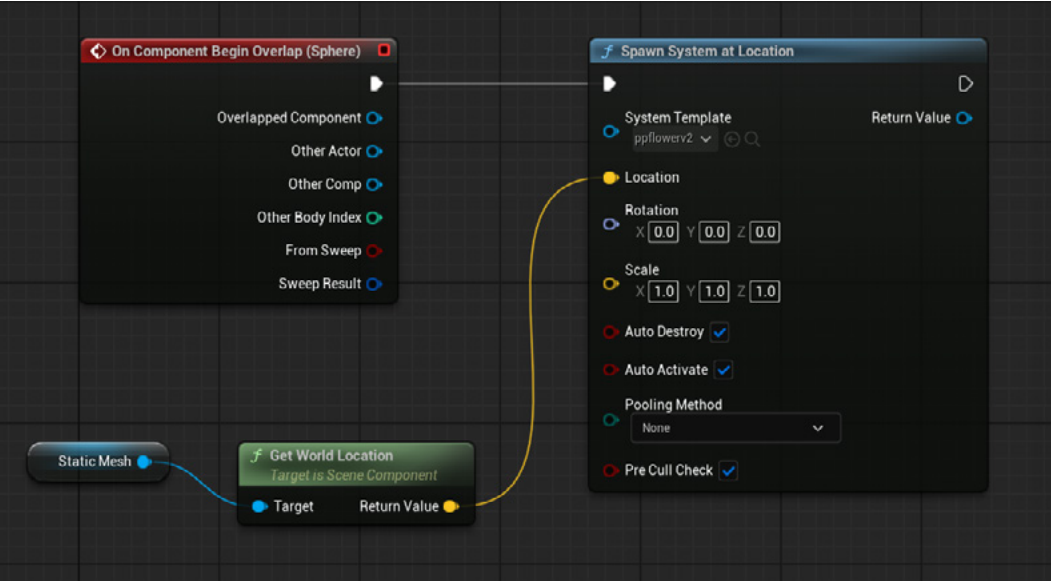 On Component Begin Overlap (Sphere)
Overlapped Component
Other Actor
Other Comp
Other Body Index
From Sweep
Sweep Result
Spawn System at Location
System Template
Return Value
ppflowerv2
Location
Rotation
X 0.0 Y 0.0 Z 0.0
Scale
X 1.0 Y 1.0 Z 1.0
Auto Destroy
Auto Activate
Pooling Method
None
Pre Cull Check
Static Mesh
f Get World Location
Target is Scene Component
Target Return Value